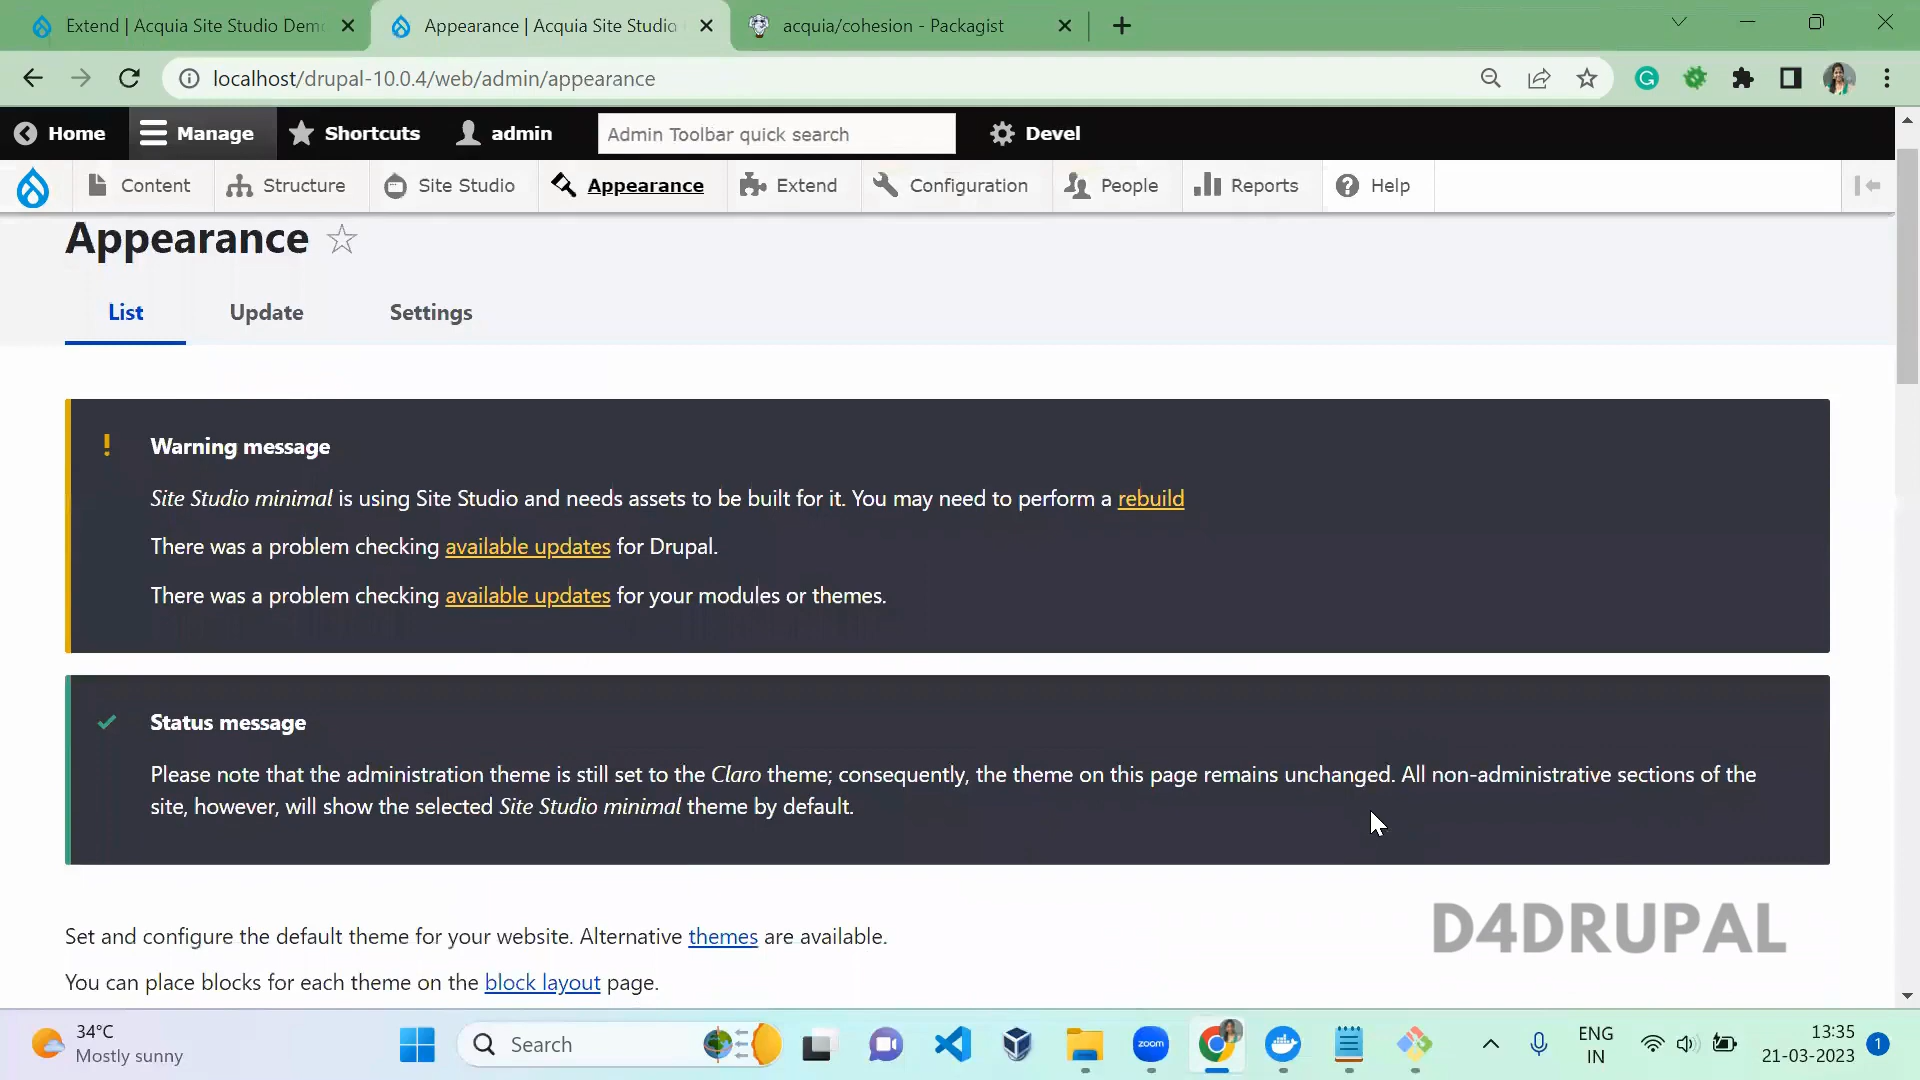 Extend | Acquia Site Studio Dem
Appearance | Acquia Site Studio
acquia/cohesion - Packagist
localhost/drupal-10.0.4/web/admin/appearance
Home
Manage
Shortcuts
admin
Admin Toolbar quick search
Devel
Content
Structure
Site Studio
Appearance
Extend
Configuration
People
Reports
Help
Appearance
List
Update
Settings
Warning message
Site Studio minimal is using Site Studio and needs assets to be built for it. You may need to perform a rebuild
There was a problem checking available updates for Drupal.
There was a problem checking available updates for your modules or themes.
Status message
Please note that the administration theme is still set to the Claro theme; consequently, the theme on this page remains unchanged. All non-administrative sections of the
site, however, will show the selected Site Studio minimal theme by default.
D4DRUPAL
Set and configure the default theme for your website. Alternative themes are available.
You can place blocks for each theme on the block layout page.
34°C
Mostly sunny
Search
zoom
ENG
IN
13:35
21-03-2023
1